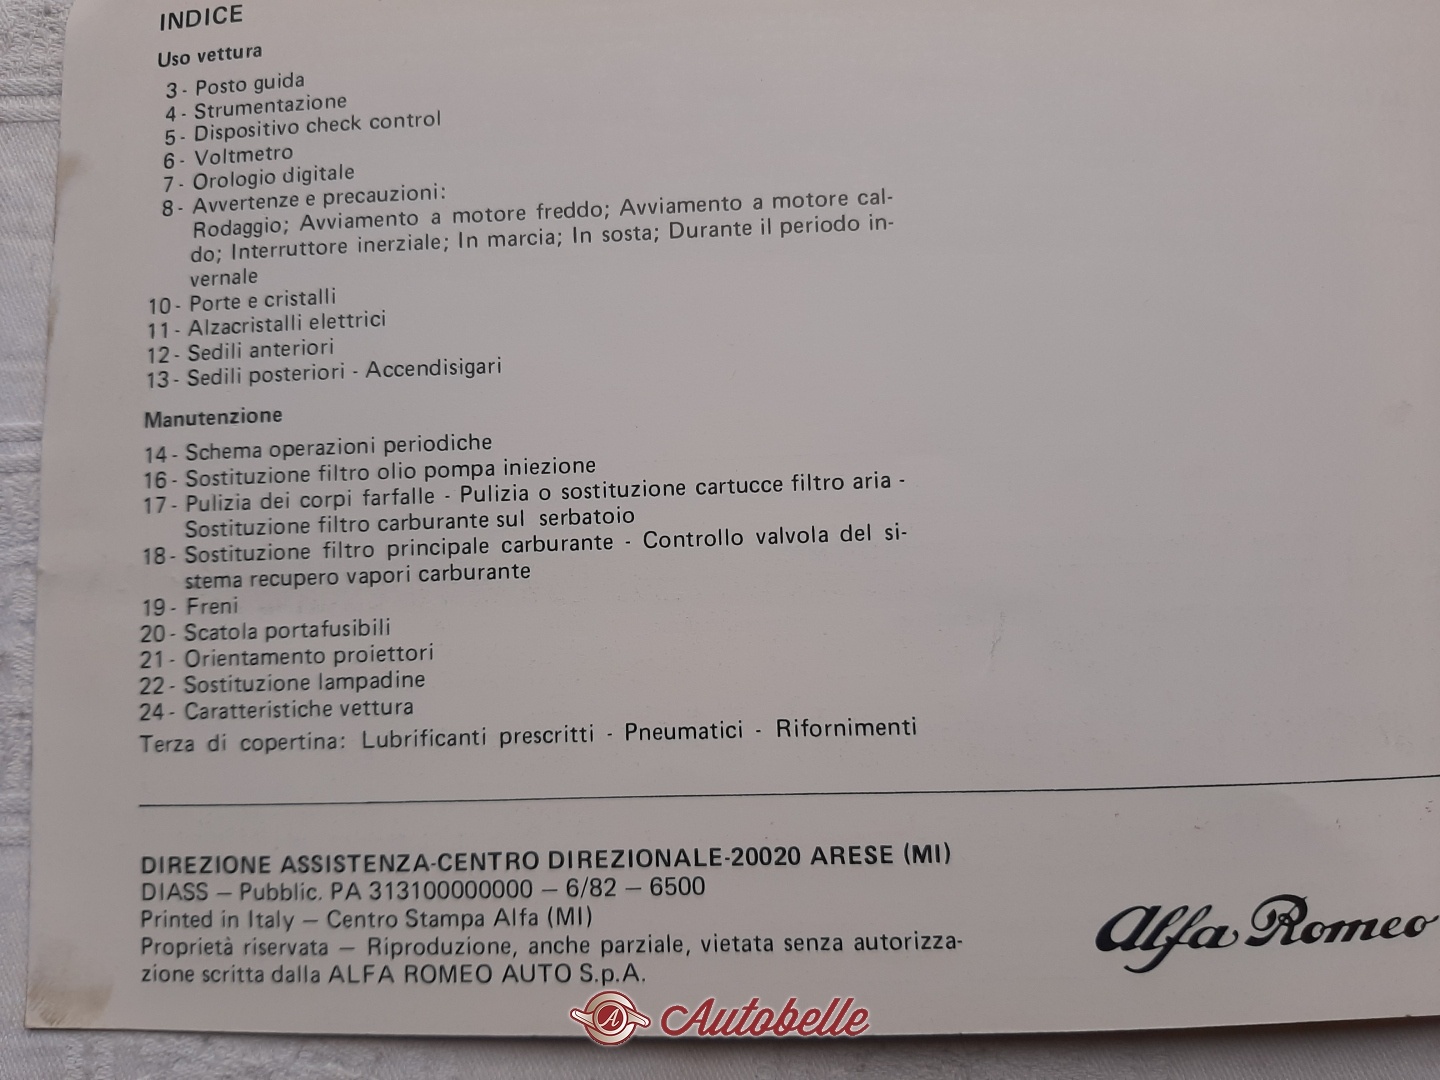 INDICE
Uso vettura
3 - Posto guida
4 - Strumentazione
5 - Dispositivo check control
6 - Voltmetro
7 - Orologio digitale
8 - Avvertenze e precauzioni:
Rodaggio; Avviamento a motore freddo; Avviamento a motore cal-
do; Interruttore inerziale; In marcia; In sosta; Durante il periodo in-
vernale
10 - Porte e cristalli
11 - Alzacristalli elettrici
12 - Sedili anteriori
13 - Sedili posteriori - Accendisigari
Manutenzione
14 - Schema operazioni periodiche
16 - Sostituzione filtro olio pompa iniezione
17 - Pulizia dei corpi farfalle - Pulizia o sostituzione cartucce filtro aria -
Sostituzione filtro carburante sul serbatoio
18 - Sostituzione filtro principale carburante - Controllo valvola del si-
stema recupero vapori carburante
19 - Freni
20 - Scatola portafusibili
21 - Orientamento proiettori
22 - Sostituzione lampadine
24 - Caratteristiche vettura
Terza di copertina: Lubrificanti prescritti - Pneumatici - Rifornimenti
DIREZIONE ASSISTENZA-CENTRO DIREZIONALE-20020 ARESE (MI)
DIASS — Pubblic. PA 313100000000 — 6/82 — 6500
Printed in Italy — Centro Stampa Alfa (MI)
Proprietà riservata — Riproduzione, anche parziale, vietata senza autorizza-
zione scritta dalla ALFA ROMEO AUTO S.p.A.
Alfa Romeo
A Autobelle